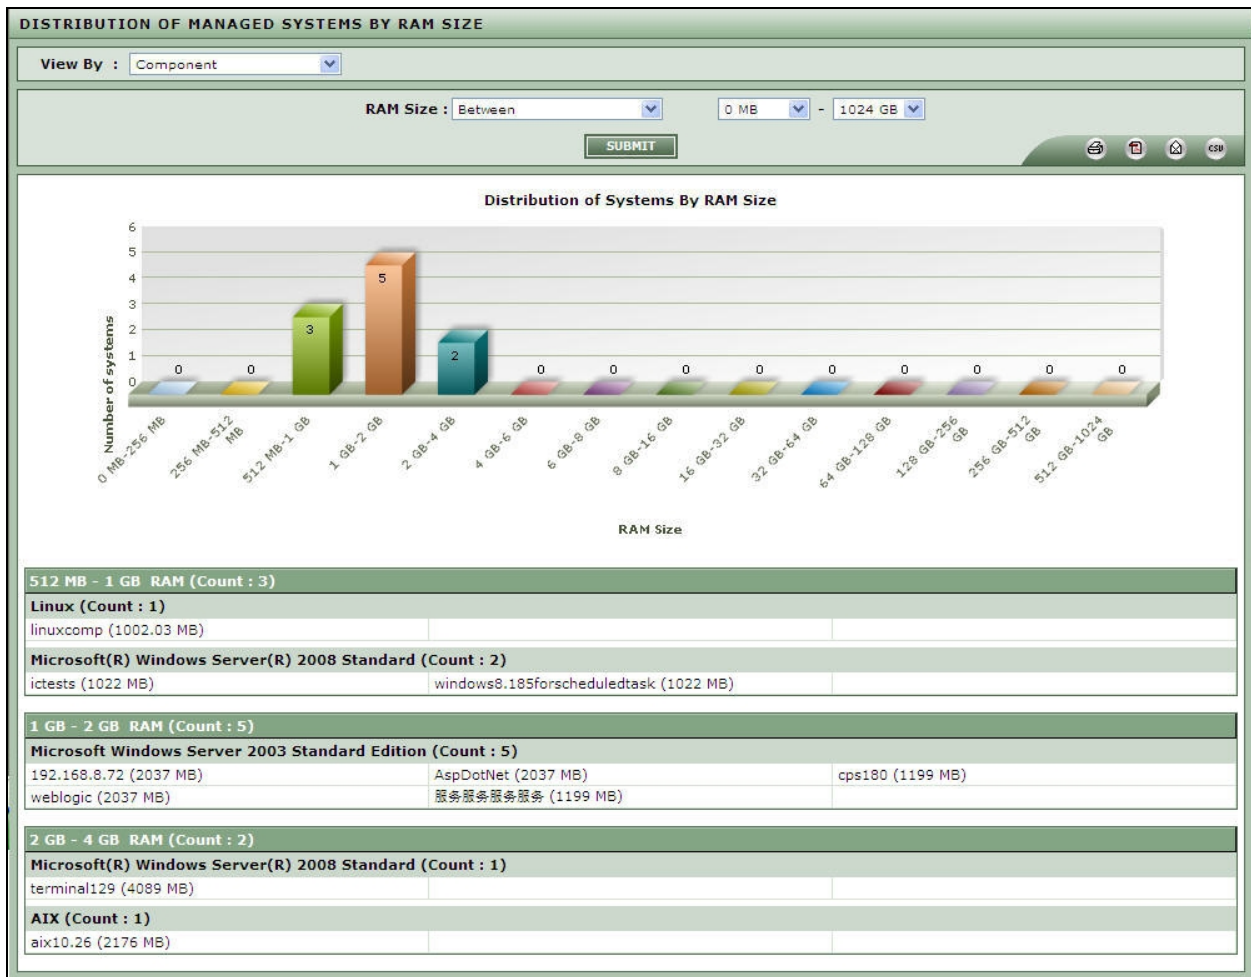 DISTRIBUTION OF MANAGED SYSTEMS BY RAM SIZE
View By : Component
RAM Size : Between 0 MB - 1024 GB
SUBMIT
CSV
Distribution of Systems By RAM Size
Number of systems
6
5
4
3
2
1
0
0 0 3 5 2 0 0 0 0 0 0 0 0 0
0 MB-256 MB
256 MB-512 MB
512 MB-1 GB
1 GB-2 GB
2 GB-4 GB
4 GB-6 GB
6 GB-8 GB
8 GB-16 GB
16 GB-32 GB
32 GB-64 GB
64 GB-128 GB
128 GB-256 GB
256 GB-512 GB
512 GB-1024 GB
RAM Size
512 MB - 1 GB RAM (Count : 3)
Linux (Count : 1)
linuxcomp (1002.03 MB)
Microsoft(R) Windows Server(R) 2008 Standard (Count : 2)
ictests (1022 MB) windows8.185forscheduledtask (1022 MB)
1 GB - 2 GB RAM (Count : 5)
Microsoft Windows Server 2003 Standard Edition (Count : 5)
192.168.8.72 (2037 MB) AspDotNet (2037 MB) cps180 (1199 MB)
weblogic (2037 MB) 服务服务服务服务 (1199 MB)
2 GB - 4 GB RAM (Count : 2)
Microsoft(R) Windows Server(R) 2008 Standard (Count : 1)
terminal129 (4089 MB)
AIX (Count : 1)
aix10.26 (2176 MB)